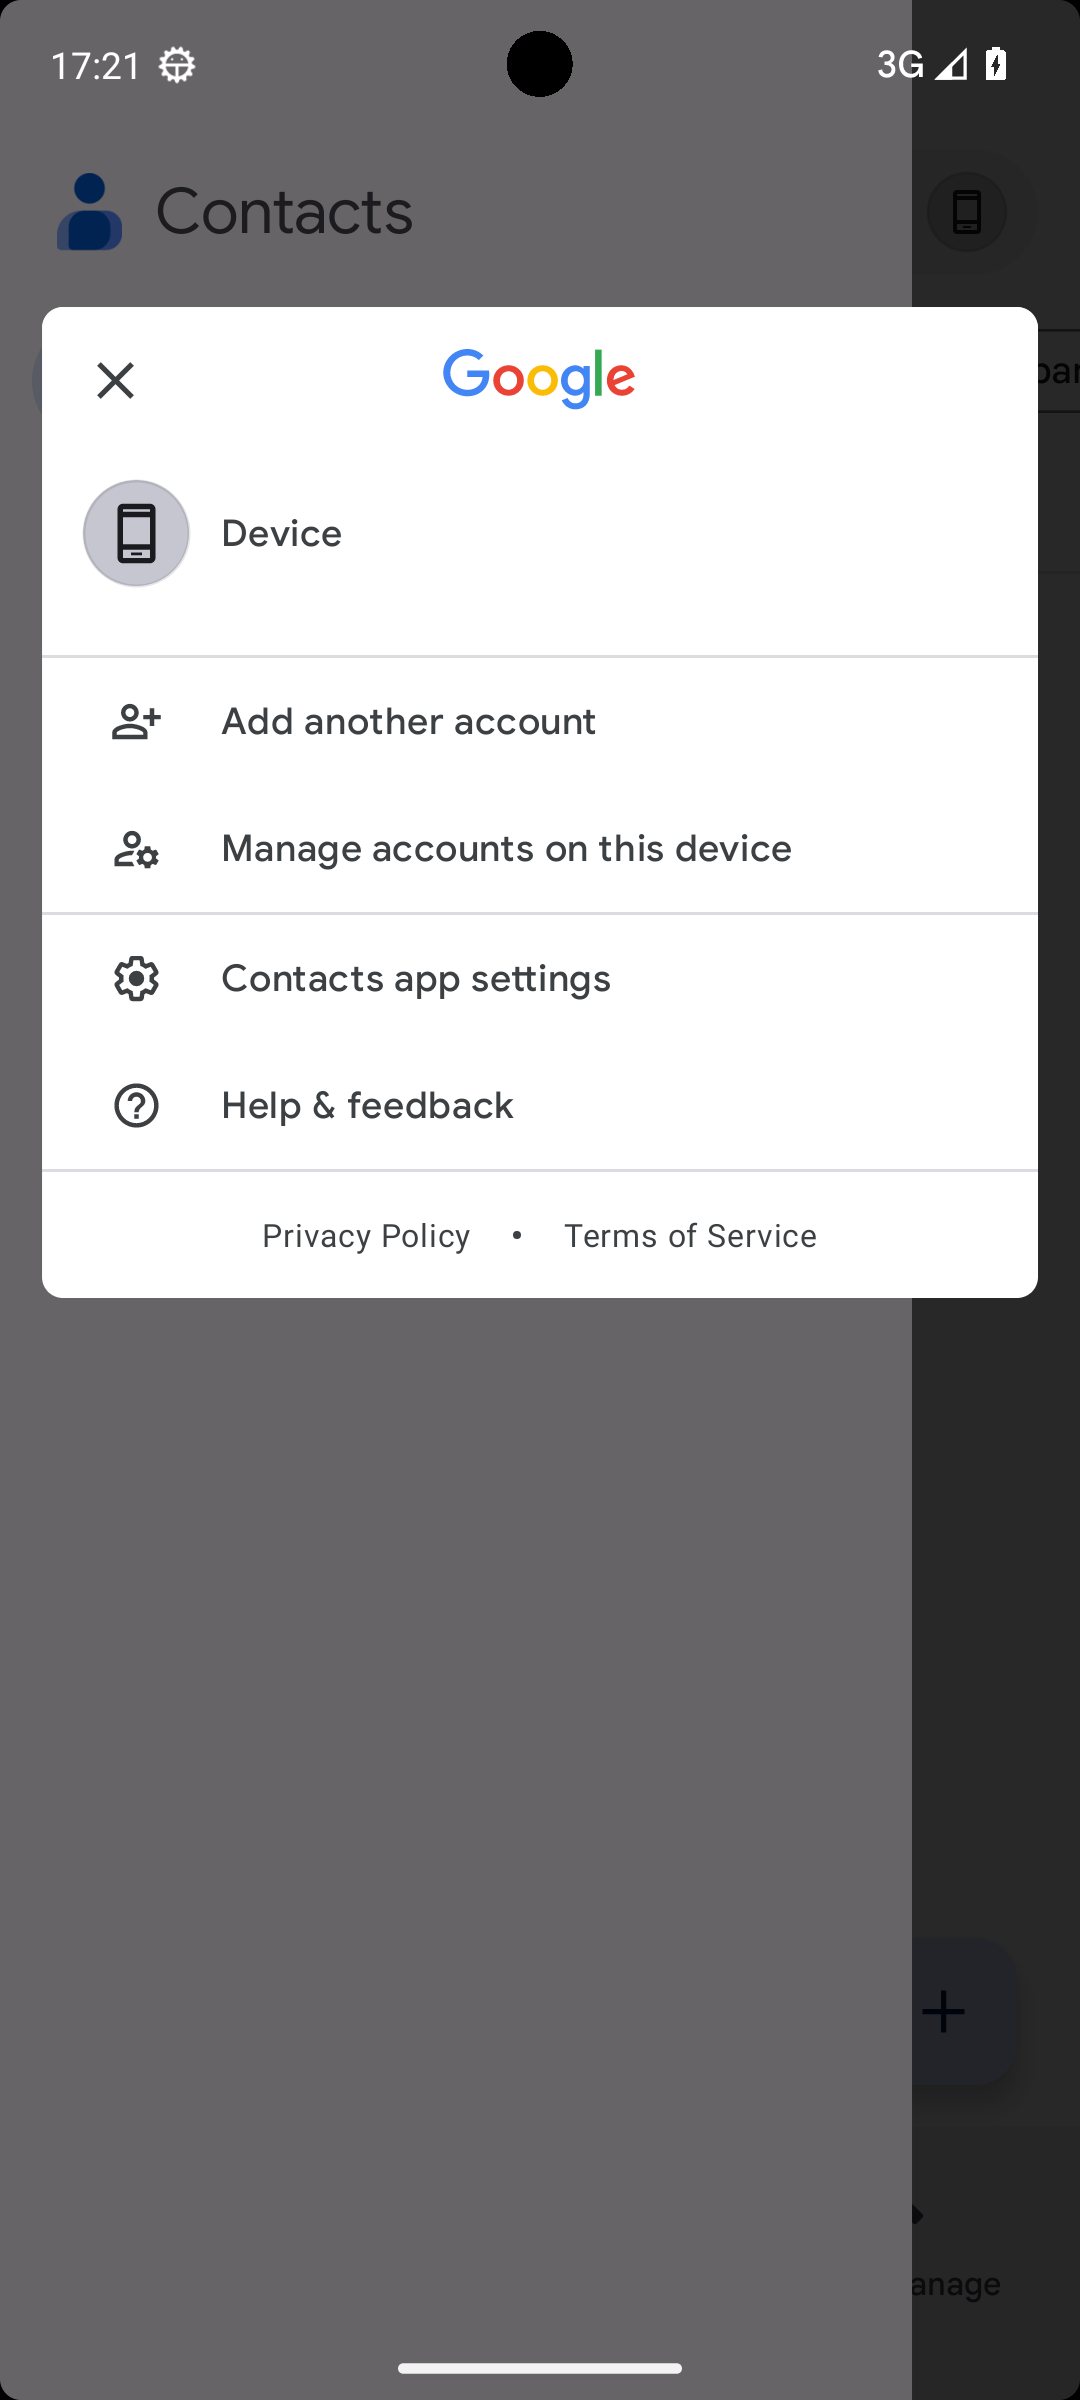 17:21
3G
Contacts
Google
Device
Add another account
Manage accounts on this device
Contacts app settings
Help & feedback
Privacy Policy • Terms of Service
anage